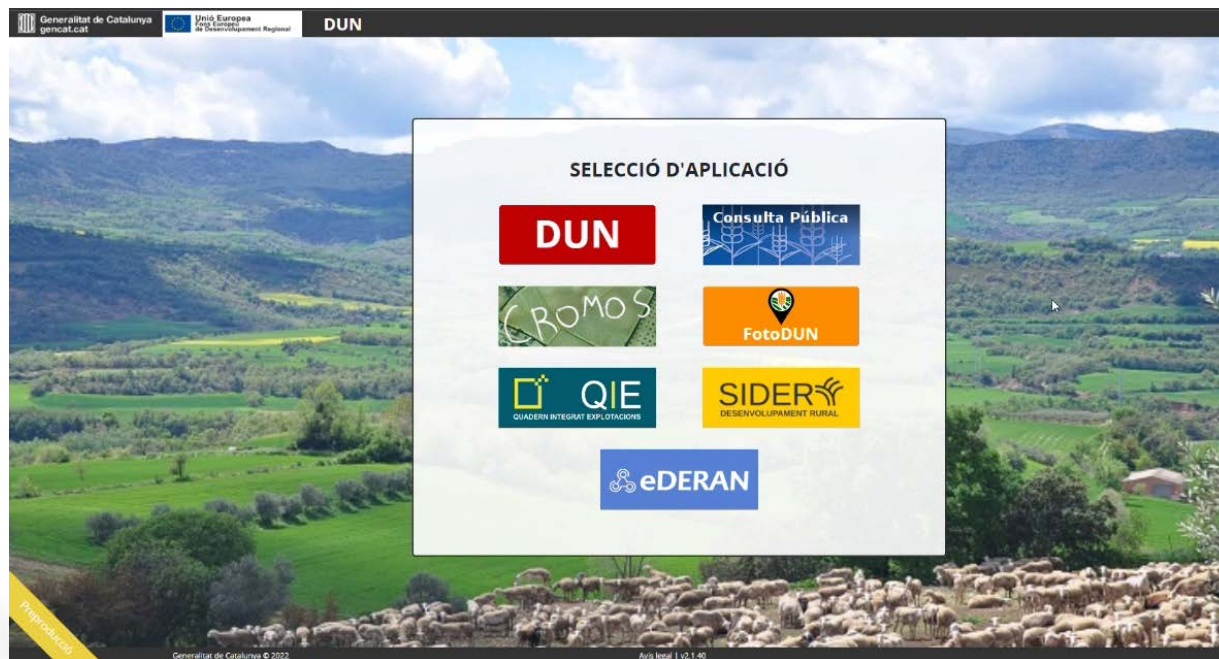 Generalitat de Catalunya
gencat.cat
Unió Europea
Fons Europeu
de Desenvolupament Regional
DUN
SELECCIÓ D'APLICACIÓ
DUN
Consulta Pública
CROMOS
FotoDUN
QIE
QUADERN INTEGRAT EXPLOTACIONS
SIDER
DESENVOLUPAMENT RURAL
eDERAN
Preproducció
Generalitat de Catalunya © 2022
Avís legal | v2.1.40